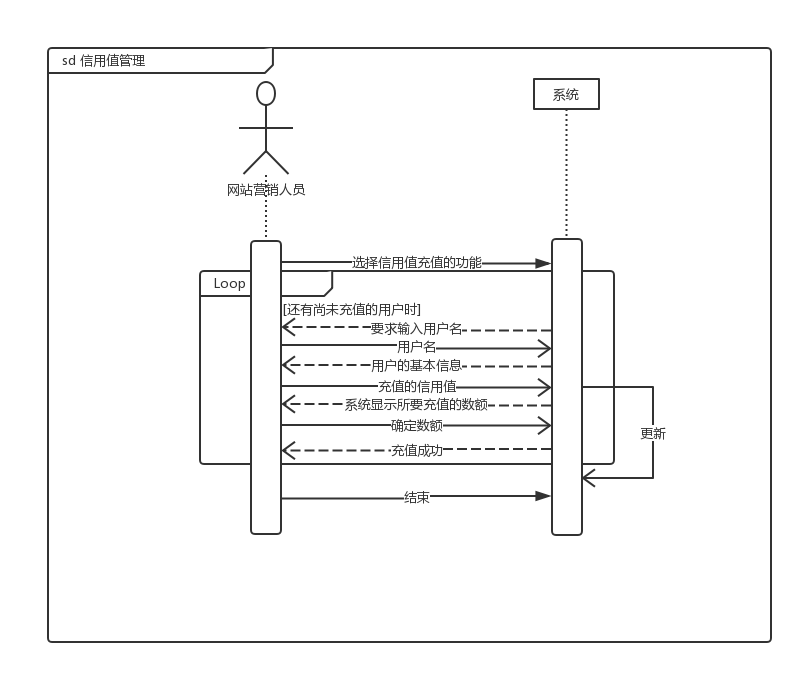 sd 信用值管理
系统
网站营销人员
选择信用值充值的功能
Loop
[还有尚未充值的用户时]
要求输入用户名
用户名
用户的基本信息
充值的信用值
系统显示所要充值的数额
确定数额
更新
充值成功
结束